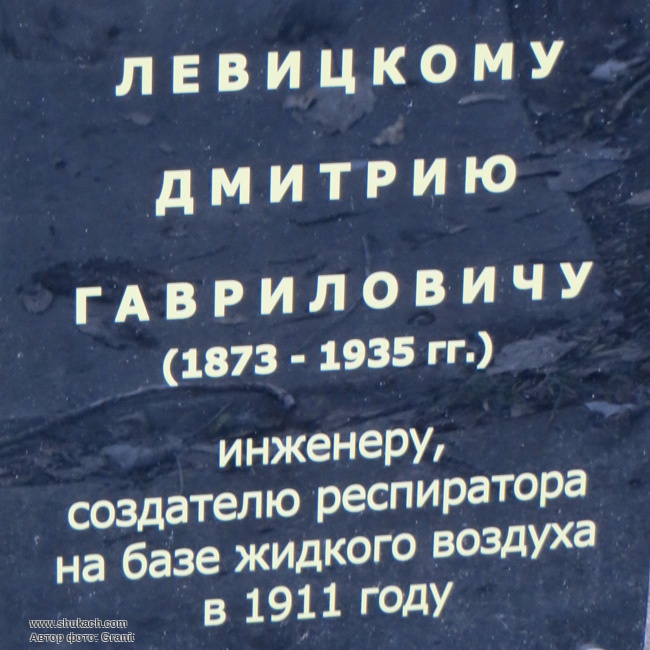 ЛЕВИЦКОМУ
ДМИТРИЮ
ГАВРИЛОВИЧУ
(1873 - 1935 гг.)
инженеру,
создателю респиратора
на базе жидкого воздуха
в 1911 году
www.shukach.com
Автор фото: Granit